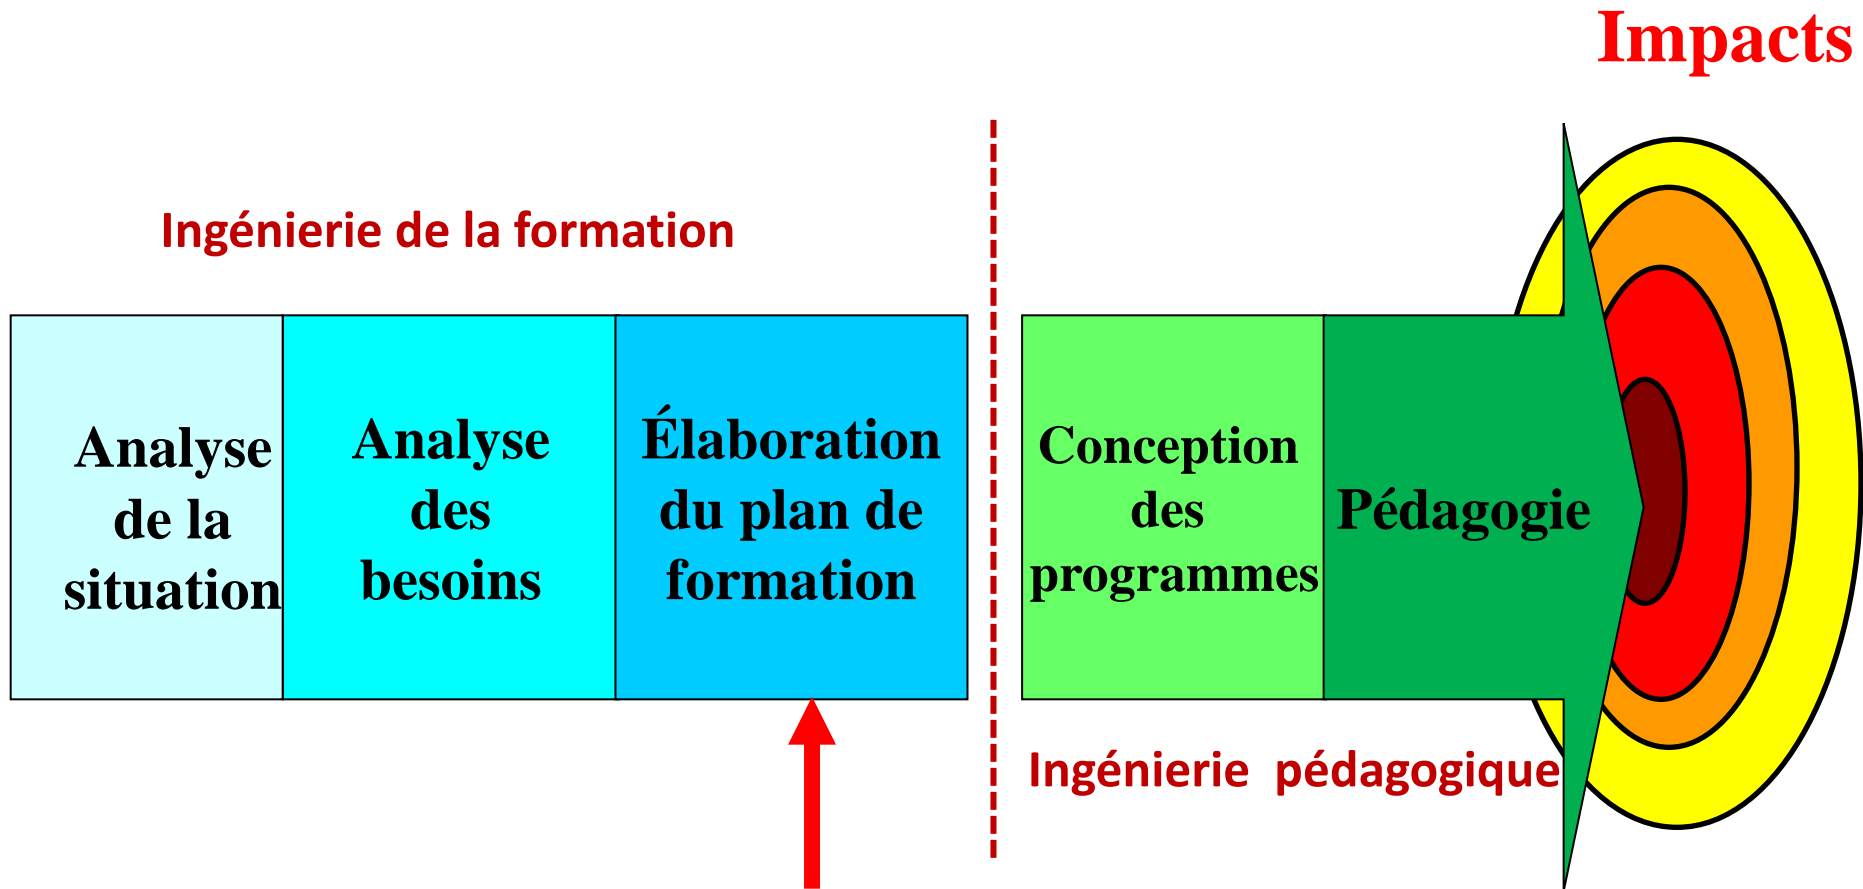 Impacts
Ingénierie de la formation
Analyse
de la
situation
Analyse
des
besoins
Élaboration
du plan de
formation
Conception
des
programmes
Pédagogie
Ingénierie pédagogique